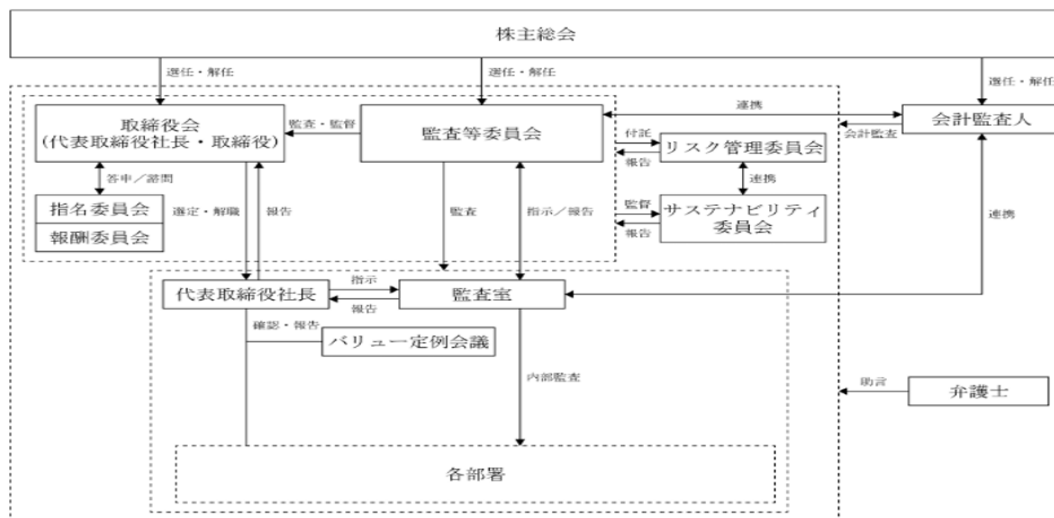 株主総会
選任・解任
選任・解任
選任・解任
取締役会
(代表取締役社長・取締役)
監査・監督
監査等委員会
連携
会計監査人
会計監査
付託
報告
リスク管理委員会
答申／諮問
連携
指名委員会
報酬委員会
選定・解職
報告
監査
指示／報告
監督
報告
サステナビリティ
委員会
連携
代表取締役社長
指示
報告
監査室
確認・報告
バリュー定例会議
内部監査
助言
弁護士
各部署